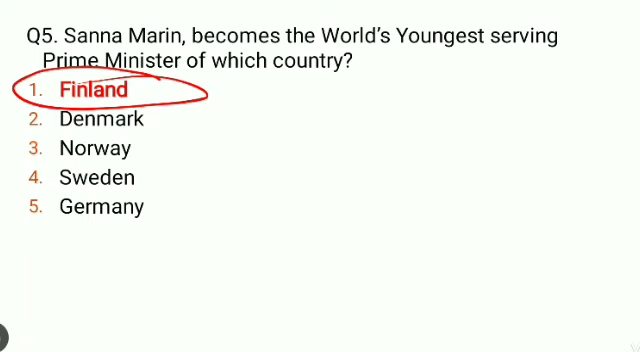 Q5. Sanna Marin, becomes the World's Youngest serving
Prime Minister of which country?
1. Finland
2. Denmark
3. Norway
4. Sweden
5. Germany